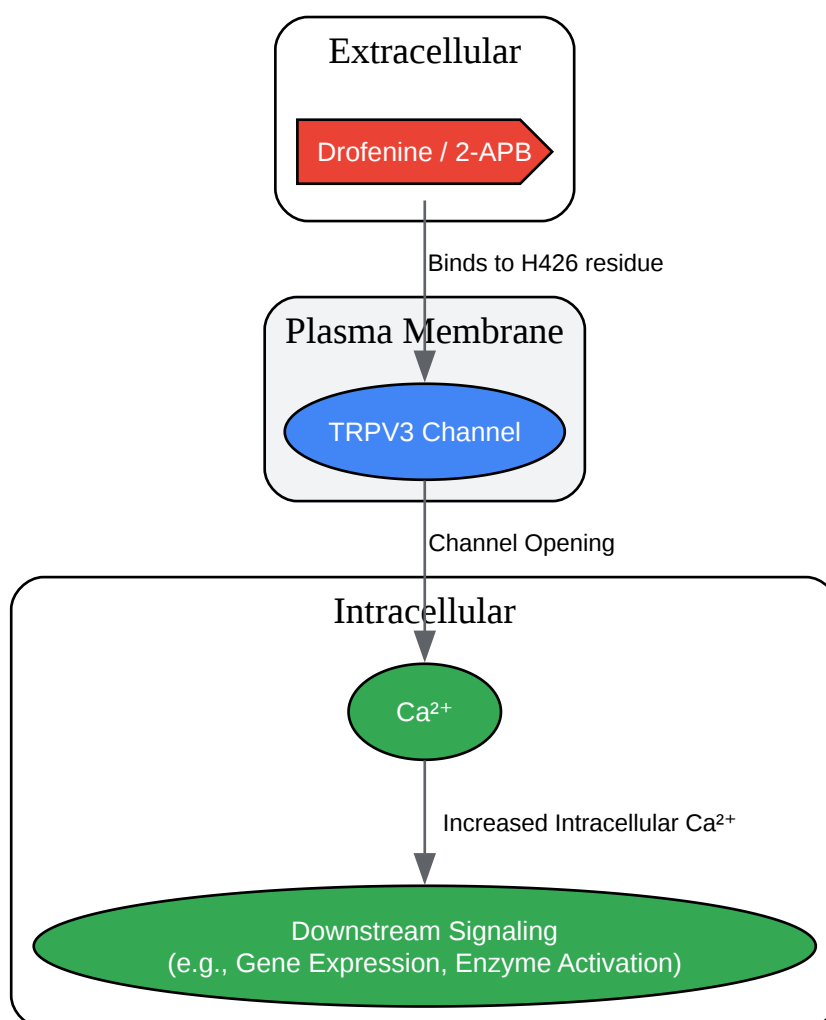 Extracellular
Drofenine / 2-APB
Binds to H426 residue
Plasma Membrane
TRPV3 Channel
Channel Opening
Intracellular
Ca²⁺
Increased Intracellular Ca²⁺
Downstream Signaling
(e.g., Gene Expression, Enzyme Activation)